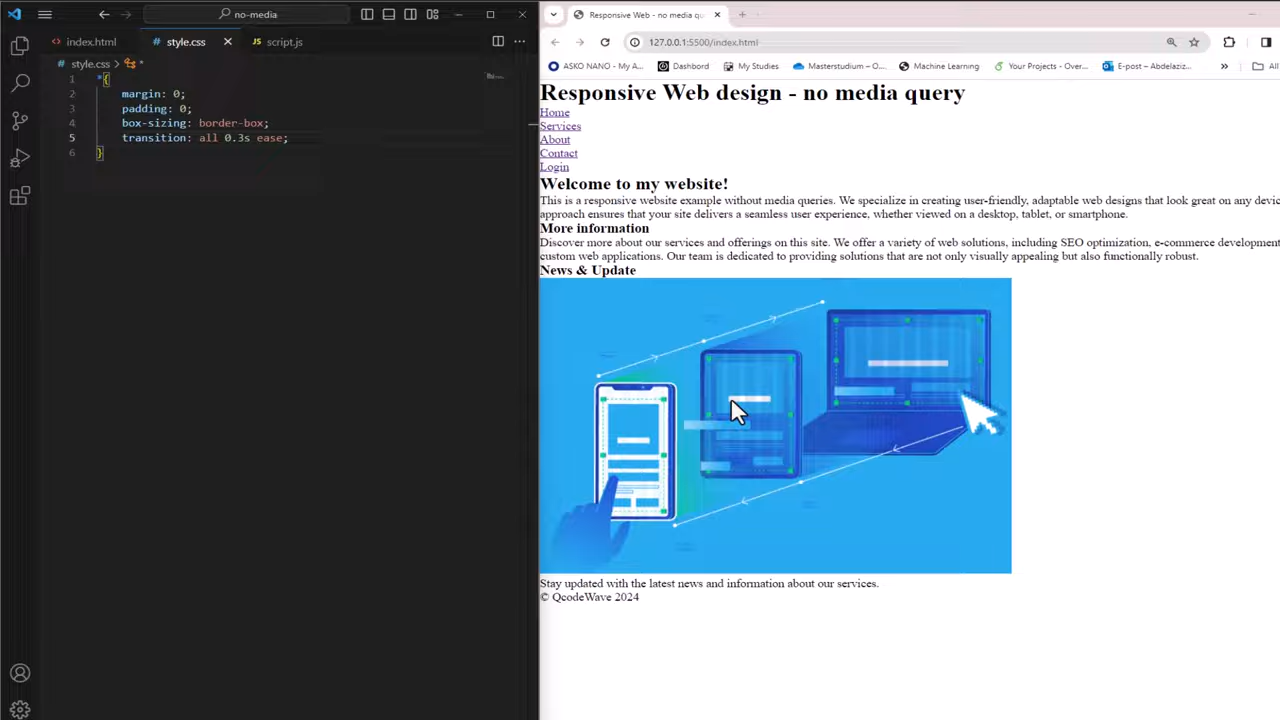 no-media
Responsive Web - no media qu
index.html
style.css
script.js
127.0.0.1:5500/index.html
style.css > *
ASKO NANO - My A...
Dashbord
My Studies
Masterstudium – O...
Machine Learning
Your Projects - Over...
E-post – Abdelaziz...
All
1 *{
2 margin: 0;
3 padding: 0;
4 box-sizing: border-box;
5 transition: all 0.3s ease;
6 }
Responsive Web design - no media query
Home
Services
About
Contact
Login
Welcome to my website!
This is a responsive website example without media queries. We specialize in creating user-friendly, adaptable web designs that look great on any devic
approach ensures that your site delivers a seamless user experience, whether viewed on a desktop, tablet, or smartphone.
More information
Discover more about our services and offerings on this site. We offer a variety of web solutions, including SEO optimization, e-commerce development
custom web applications. Our team is dedicated to providing solutions that are not only visually appealing but also functionally robust.
News & Update
Stay updated with the latest news and information about our services.
© QcodeWave 2024